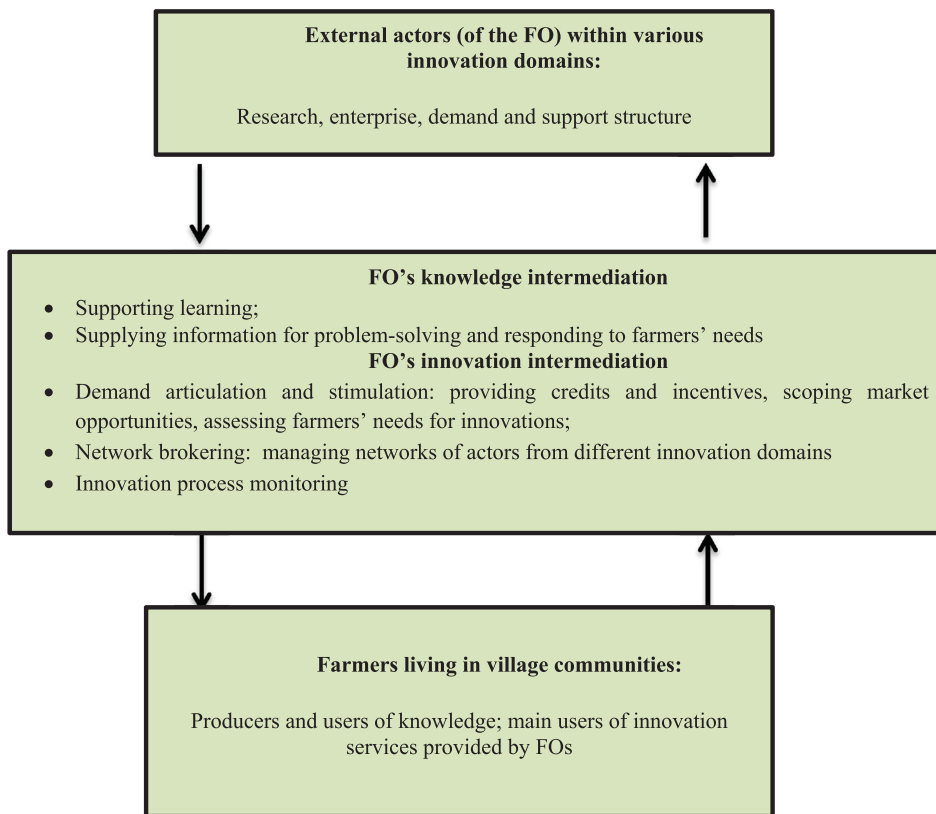 External actors (of the FO) within various
innovation domains:
Research, enterprise, demand and support structure
FO’s knowledge intermediation
• Supporting learning;
• Supplying information for problem-solving and responding to farmers’ needs
FO’s innovation intermediation
• Demand articulation and stimulation: providing credits and incentives, scoping market
opportunities, assessing farmers’ needs for innovations;
• Network brokering: managing networks of actors from different innovation domains
• Innovation process monitoring
Farmers living in village communities:
Producers and users of knowledge; main users of innovation
services provided by FOs